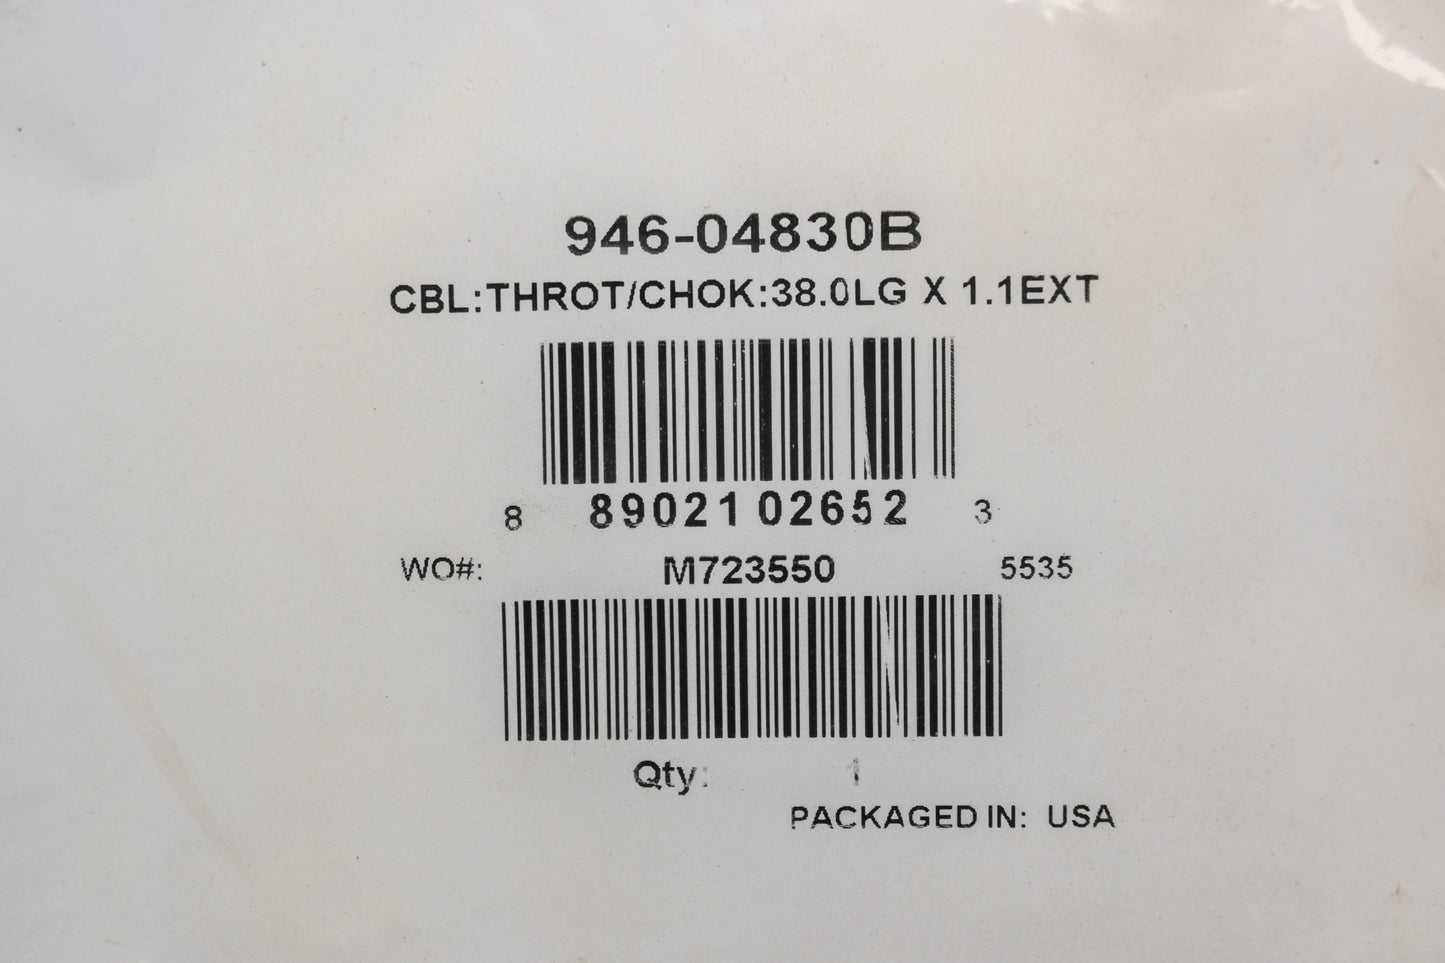 946-04830B
CBL:THROT/CHOK:38.0LG X 1.1EXT
8 89021 02652 3
WO#: M723550 5535
Qty: 1
PACKAGED IN: USA